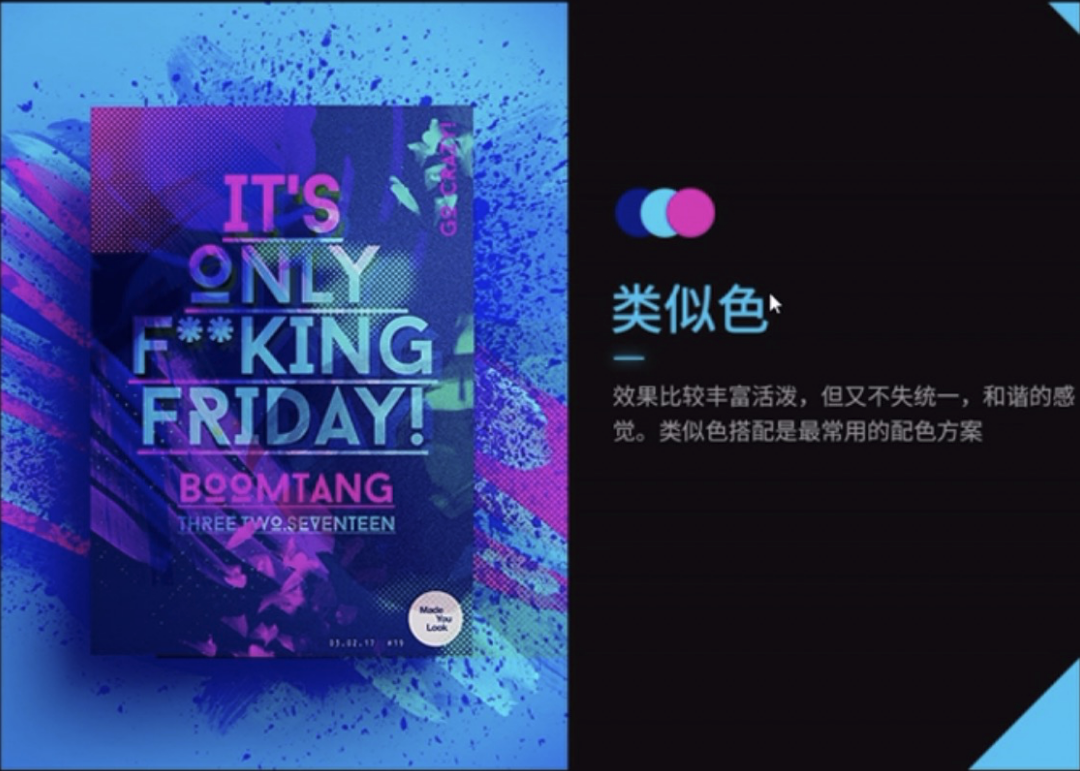 GO CRAZY!
IT'S
ONLY
F**KING
FRIDAY!
BOOMTANG
THREE.TWO.SEVENTEEN
Made
You
Look
03.02.17 #19
类似色
效果比较丰富活泼，但又不失统一，和谐的感
觉。类似色搭配是最常用的配色方案